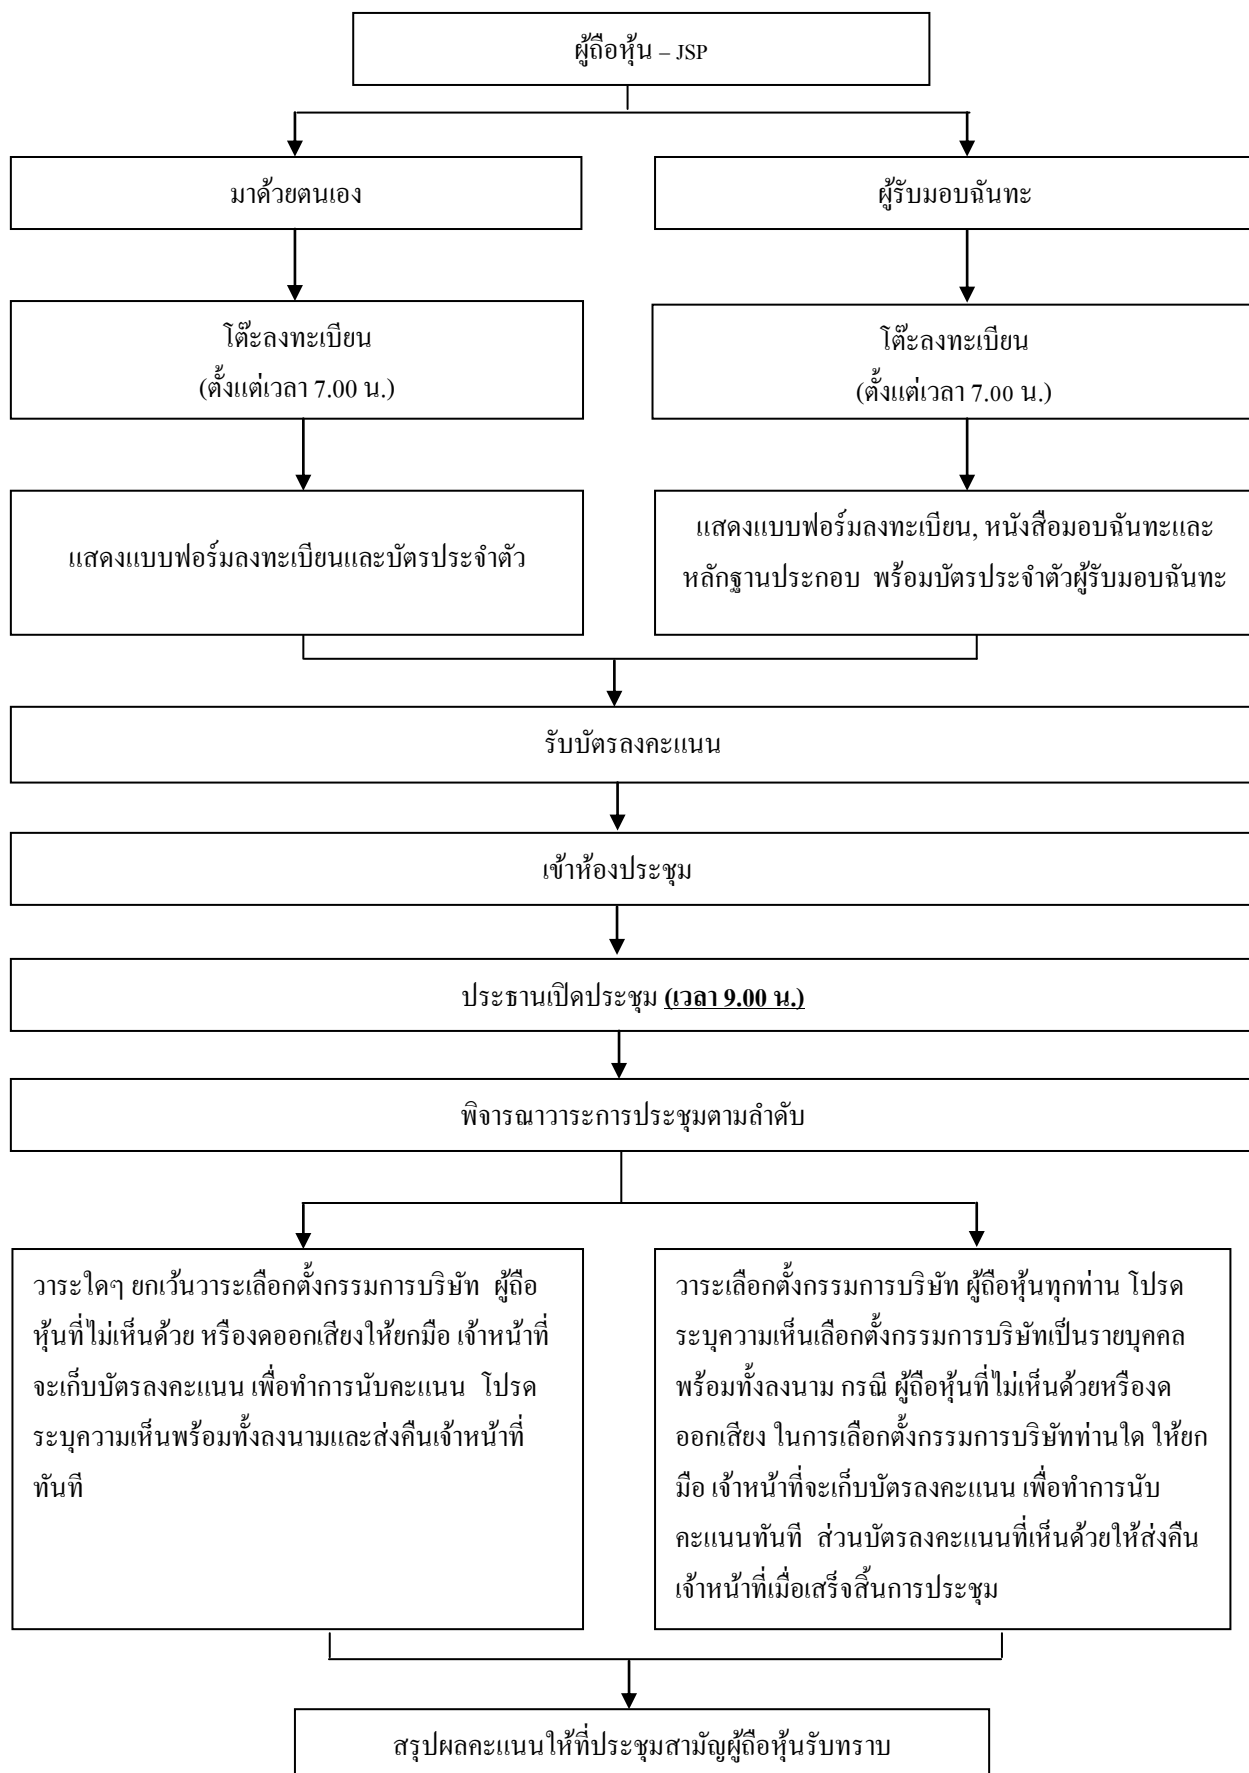 ผู้ถือหุ้น – JSP
มาด้วยตนเอง
ผู้รับมอบฉันทะ
โต๊ะลงทะเบียน
(ตั้งแต่เวลา 7.00 น.)
โต๊ะลงทะเบียน
(ตั้งแต่เวลา 7.00 น.)
แสดงแบบฟอร์มลงทะเบียนและบัตรประจำตัว
แสดงแบบฟอร์มลงทะเบียน, หนังสือมอบฉันทะและ
หลักฐานประกอบ พร้อมบัตรประจำตัวผู้รับมอบฉันทะ
รับบัตรลงคะแนน
เข้าห้องประชุม
ประธานเปิดประชุม (เวลา 9.00 น.)
พิจารณาวาระการประชุมตามลำดับ
วาระใดๆ ยกเว้นวาระเลือกตั้งกรรมการบริษัท ผู้ถือ
หุ้นที่ไม่เห็นด้วย หรืองดออกเสียงให้ยกมือ เจ้าหน้าที่
จะเก็บบัตรลงคะแนน เพื่อทำการนับคะแนน โปรด
ระบุความเห็นพร้อมทั้งลงนามและส่งคืนเจ้าหน้าที่
ทันที
วาระเลือกตั้งกรรมการบริษัท ผู้ถือหุ้นทุกท่าน โปรด
ระบุความเห็นเลือกตั้งกรรมการบริษัทเป็นรายบุคคล
พร้อมทั้งลงนาม กรณี ผู้ถือหุ้นที่ไม่เห็นด้วยหรืองด
ออกเสียง ในการเลือกตั้งกรรมการบริษัทท่านใด ให้ยก
มือ เจ้าหน้าที่จะเก็บบัตรลงคะแนน เพื่อทำการนับ
คะแนนทันที ส่วนบัตรลงคะแนนที่เห็นด้วยให้ส่งคืน
เจ้าหน้าที่เมื่อเสร็จสิ้นการประชุม
สรุปผลคะแนนให้ที่ประชุมสามัญผู้ถือหุ้นรับทราบ